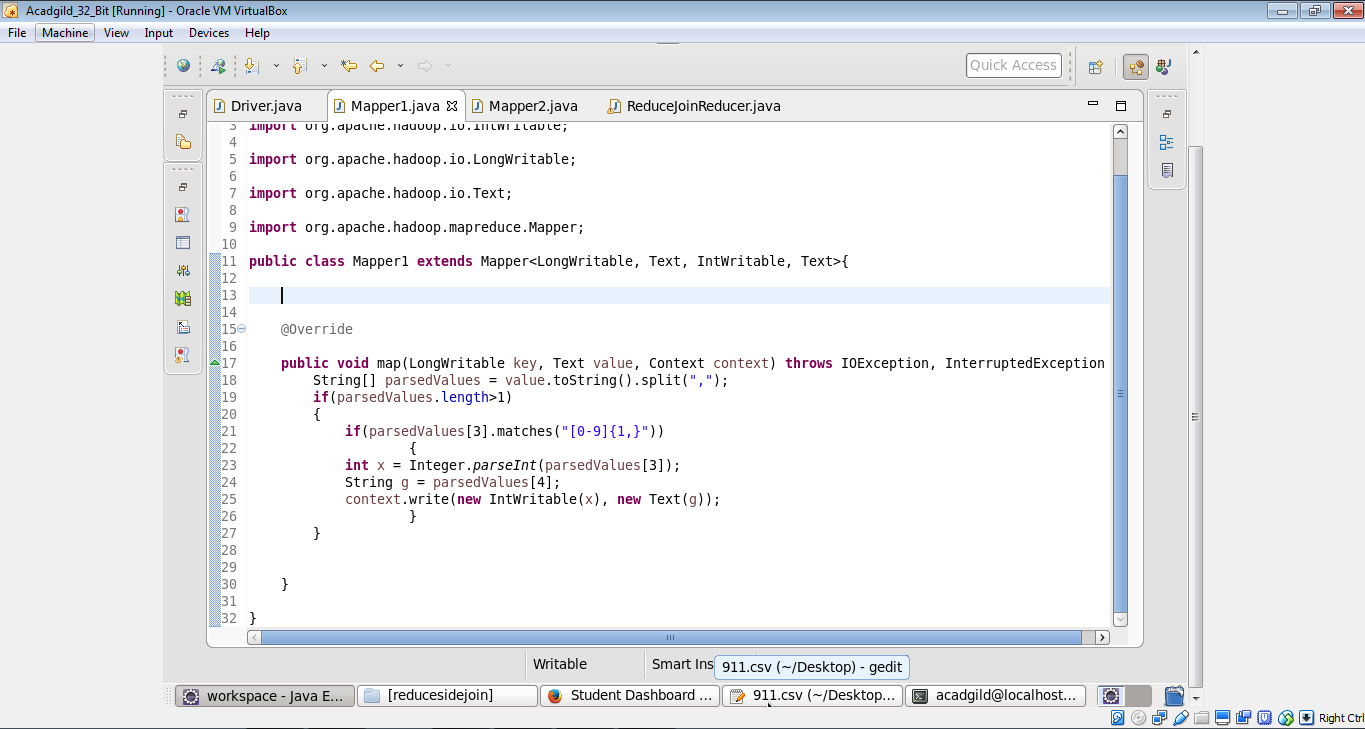 Acadgild_32_Bit [Running] - Oracle VM VirtualBox
File Machine View Input Devices Help
Quick Access
Driver.java Mapper1.java Mapper2.java ReduceJoinReducer.java
3 import org.apache.hadoop.io.IntWritable;
4
5 import org.apache.hadoop.io.LongWritable;
6
7 import org.apache.hadoop.io.Text;
8
9 import org.apache.hadoop.mapreduce.Mapper;
10
11 public class Mapper1 extends Mapper<LongWritable, Text, IntWritable, Text>{
12
13
14
15 @Override
16
17 public void map(LongWritable key, Text value, Context context) throws IOException, InterruptedException
18 String[] parsedValues = value.toString().split(",");
19 if(parsedValues.length>1)
20 {
21 if(parsedValues[3].matches("[0-9]{1,}"))
22 {
23 int x = Integer.parseInt(parsedValues[3]);
24 String g = parsedValues[4];
25 context.write(new IntWritable(x), new Text(g));
26 }
27 }
28
29
30 }
31
32 }
Writable Smart Ins 911.csv (~/Desktop) - gedit
workspace - Java E... [reducesidejoin] Student Dashboard ... 911.csv (~/Desktop... acadgild@localhost...
Right Ctrl